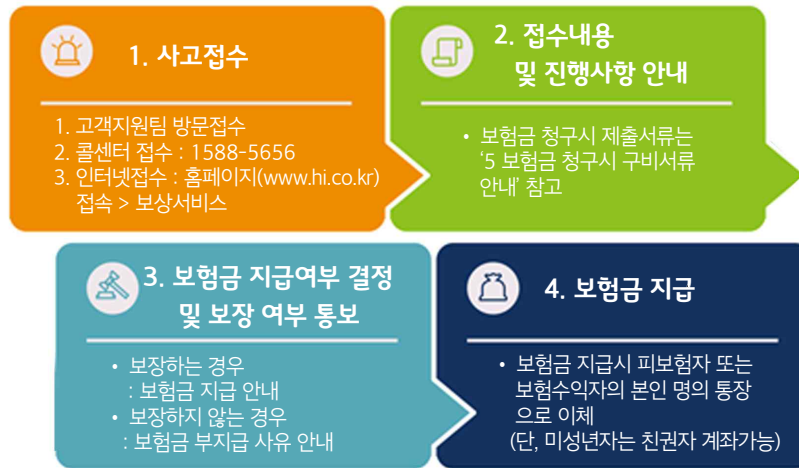 1. 사고접수
1. 고객지원팀 방문접수
2. 콜센터 접수 : 1588-5656
3. 인터넷접수 : 홈페이지(www.hi.co.kr)
접속 > 보상서비스
2. 접수내용
및 진행사항 안내
• 보험금 청구시 제출서류는
‘5 보험금 청구시 구비서류
안내’ 참고
3. 보험금 지급여부 결정
및 보장 여부 통보
• 보장하는 경우
: 보험금 지급 안내
• 보장하지 않는 경우
: 보험금 부지급 사유 안내
4. 보험금 지급
• 보험금 지급시 피보험자 또는
보험수익자의 본인 명의 통장
으로 이체
(단, 미성년자는 친권자 계좌가능)